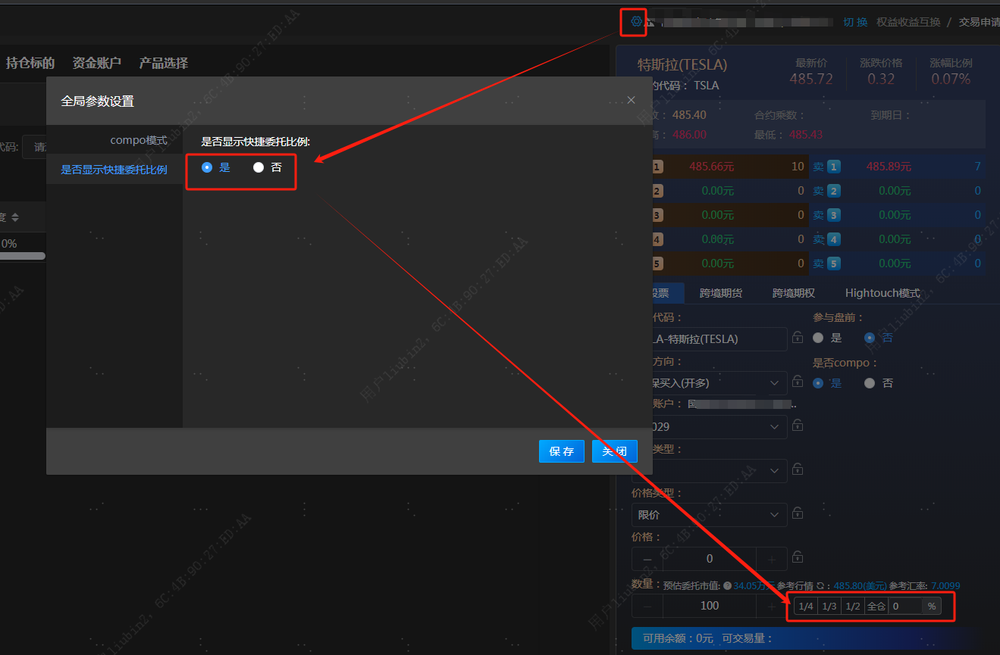 切 换 权益收益互换 / 交易申请
持仓标的 资金账户 产品选择
特斯拉(TESLA)
最新价 涨跌价格 涨幅比例
485.72 0.32 0.07%
约代码： TSLA
全局参数设置
485.40 合约乘数： 到期日：
486.00 最低： 485.43
代码:
compo模式
是否显示快捷委托比例:
是否显示快捷委托比例
是 否
1 485.66元 10 卖 1 485.89元 7
2 0.00元 0 卖 2 0.00元 0
3 0.00元 0 卖 3 0.00元 0
4 0.00元 0 卖 4 0.00元 0
5 0.00元 0 卖 5 0.00元 0
度
0%
股票 跨境期货 跨境期权 Hightouch模式
代码： 参与盘前：
LA-特斯拉(TESLA) 是 否
方向： 是否compo：
保买入(开多) 是 否
账户：
029
保 存 关 闭
类型：
价格类型：
限价
价格：
0
数量： 预估委托市值: 34.05万元 参考行情 : 485.80(美元) 参考汇率: 7.0099
100 1/4 1/3 1/2 全仓 0 %
可用余额：0元 可交易量：
用户liubin2, 6C:4B:90:27:ED:AA